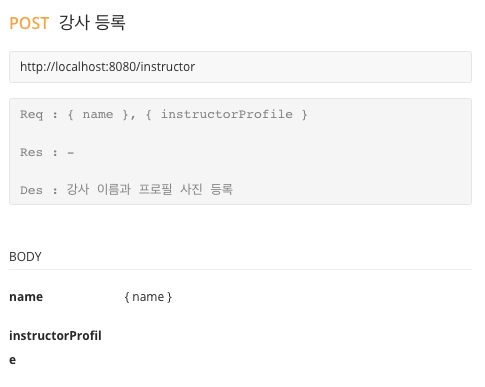 POST 강사 등록
http://localhost:8080/instructor
Req : { name }, { instructorProfile }
Res : -
Des : 강사 이름과 프로필 사진 등록
BODY
name { name }
instructorProfil
e